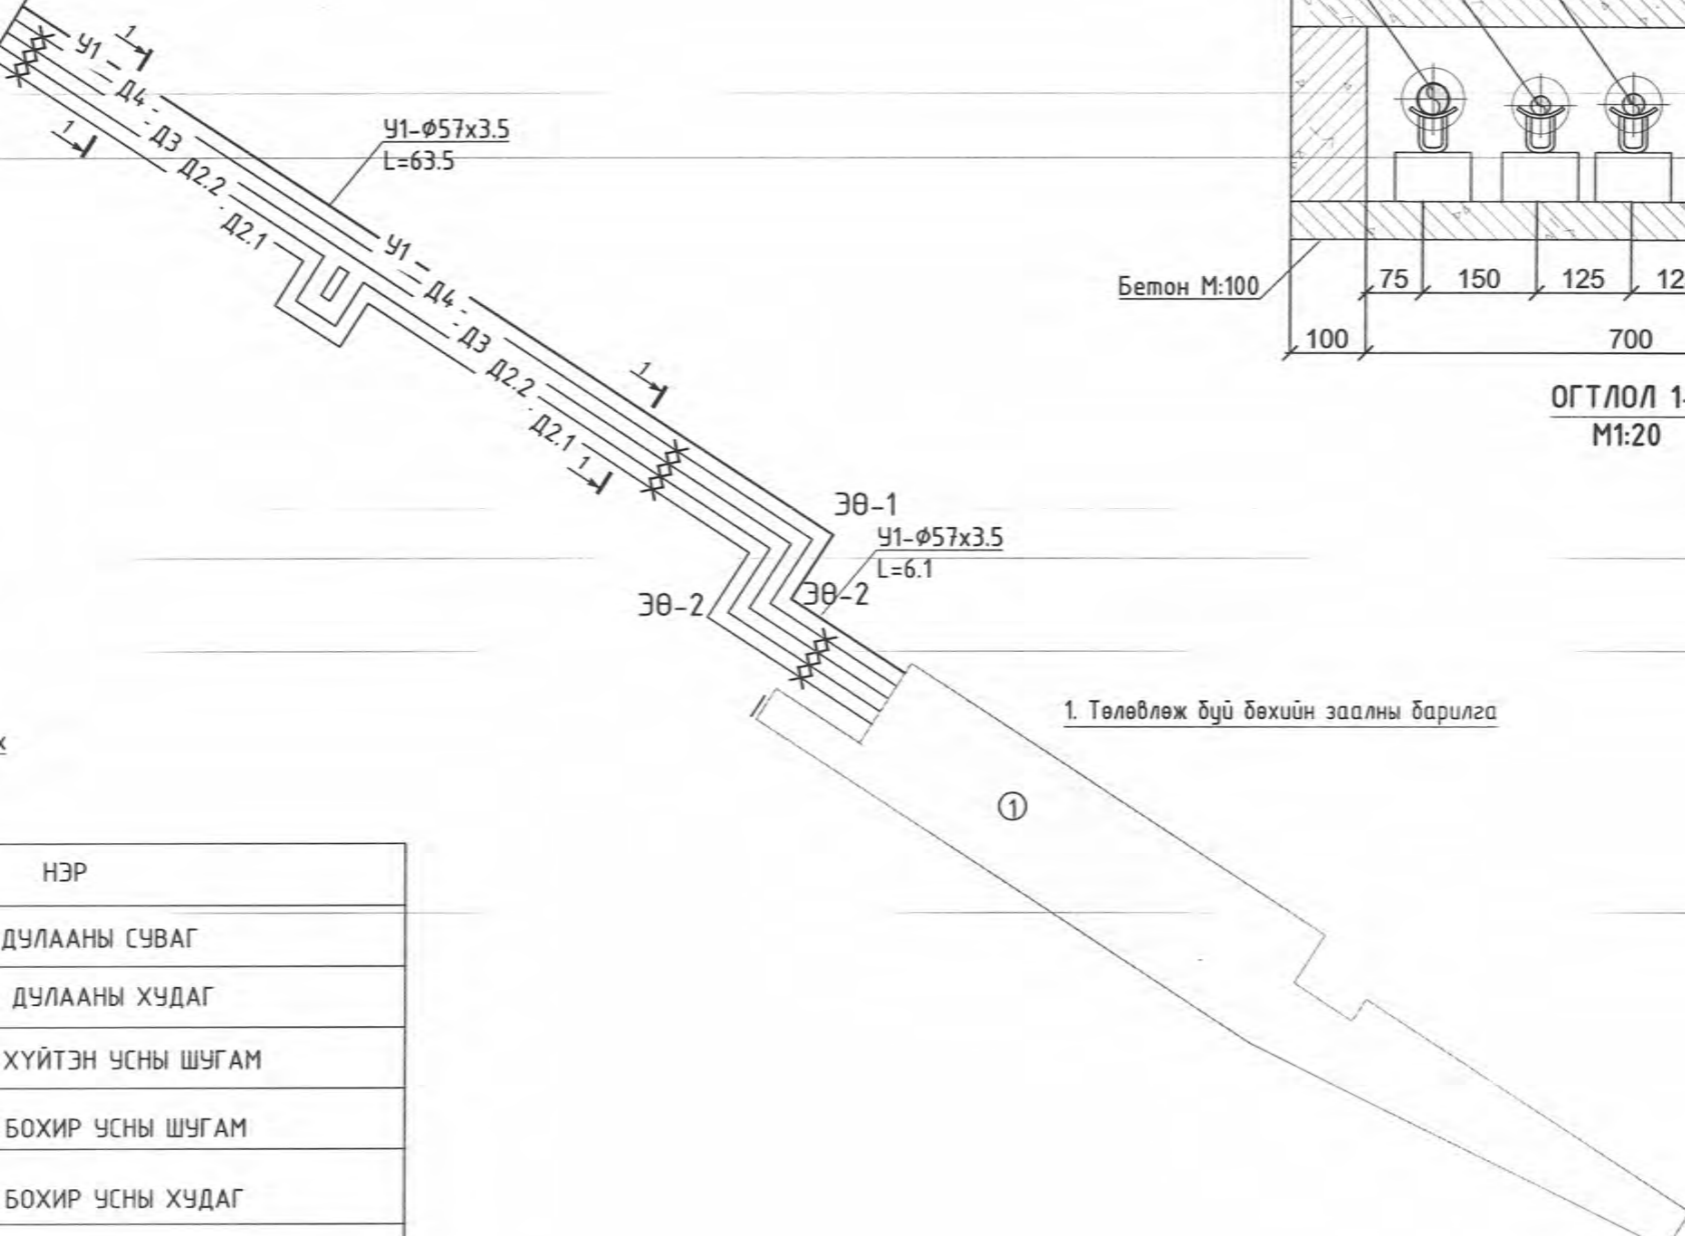 1
У1
Д4
Д3
Д2.2
Д2.1
1
У1-Φ57x3.5
L=63.5
У1
Д4
Д3
Д2.2
Д2.1
1
1
ЭӨ-1
У1-Φ57x3.5
L=6.1
ЭӨ-2
ЭӨ-2
Бетон М:100
75
150
125
100
700
ОГТЛОЛ
М1:20
1. Төлөвлөж буй бөхийн заалны барилга
1
НЭР
ДУЛААНЫ СУВАГ
ДУЛААНЫ ХУДАГ
ХҮЙТЭН УСНЫ ШУГАМ
БОХИР УСНЫ ШУГАМ
БОХИР УСНЫ ХУДАГ